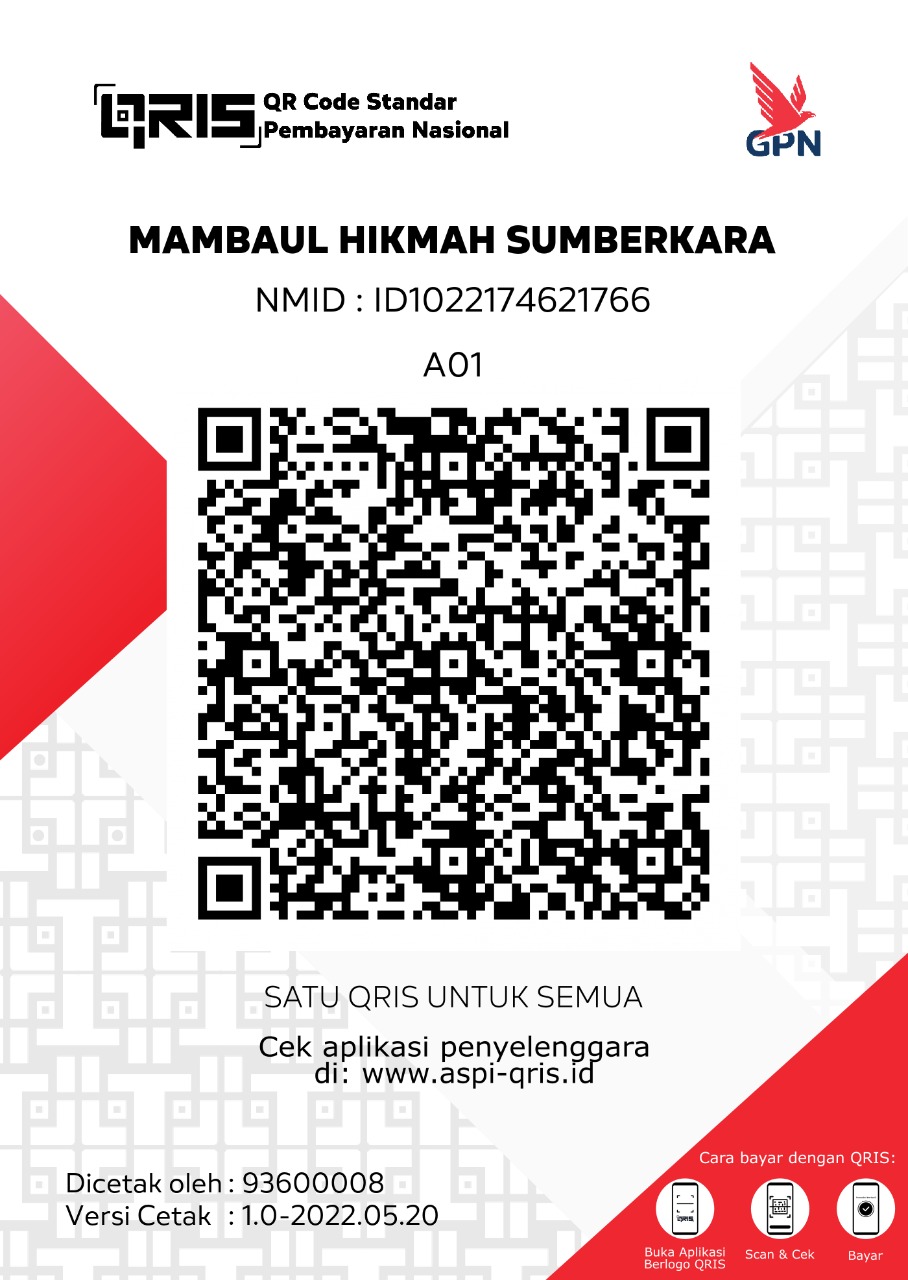 QRIS QR Code Standar
Pembayaran Nasional
GPN
MAMBAUL HIKMAH SUMBERKARA
NMID : ID1022174621766
A01
SATU QRIS UNTUK SEMUA
Cek aplikasi penyelenggara
di: www.aspi-qris.id
Dicetak oleh : 93600008
Versi Cetak : 1.0-2022.05.20
Cara bayar dengan QRIS:
QRIS
Buka Aplikasi
Berlogo QRIS
Scan & Cek
Bayar